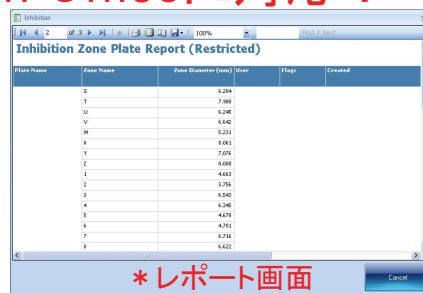 Inhibition
2 of 3 100% Find | Next
Inhibition Zone Plate Report (Restricted)
Plate Name Zone Name Zone Diameter (mm) User Flags Created
S 6.204
T 7.980
U 6.245
V 6.642
W 5.231
X 8.061
Y 7.076
Z 0.000
1 4.663
2 3.756
3 6.543
4 6.345
5 4.670
6 4.701
7 6.716
8 6.622
*レポート画面
Cancel